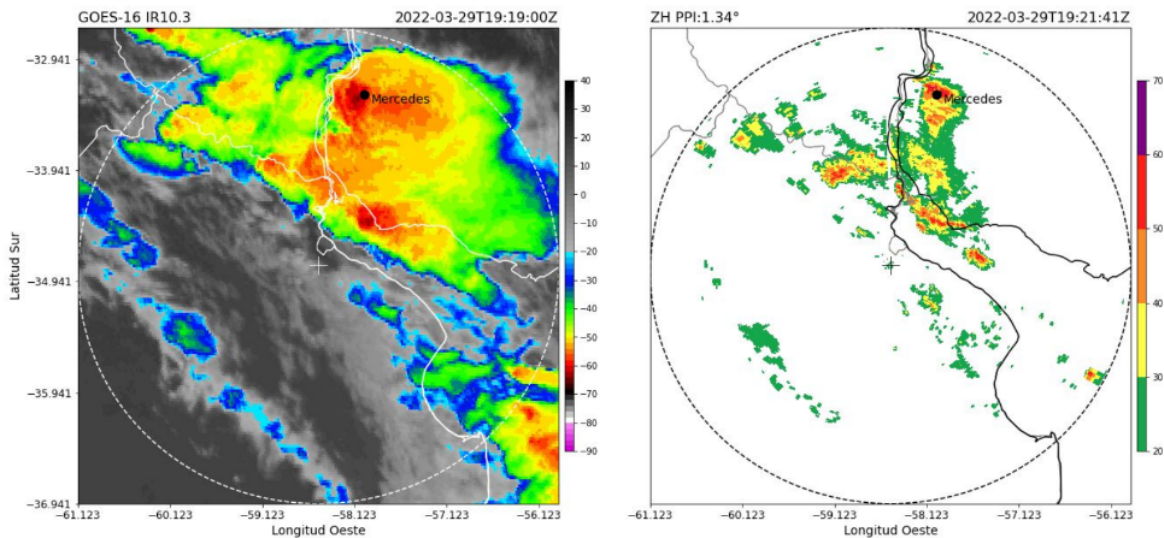 GOES-16 IR10.3 2022-03-29T19:19:00Z
ZH PPI:1.34° 2022-03-29T19:21:41Z
Latitud Sur
−32.941
−33.941
−34.941
−35.941
−36.941
Mercedes
40
30
20
10
0
−10
−20
−30
−40
−50
−60
−70
−80
−90
−61.123 −60.123 −59.123 −58.123 −57.123 −56.123
Longitud Oeste
Mercedes
70
60
50
40
30
20
−61.123 −60.123 −59.123 −58.123 −57.123 −56.123
Longitud Oeste